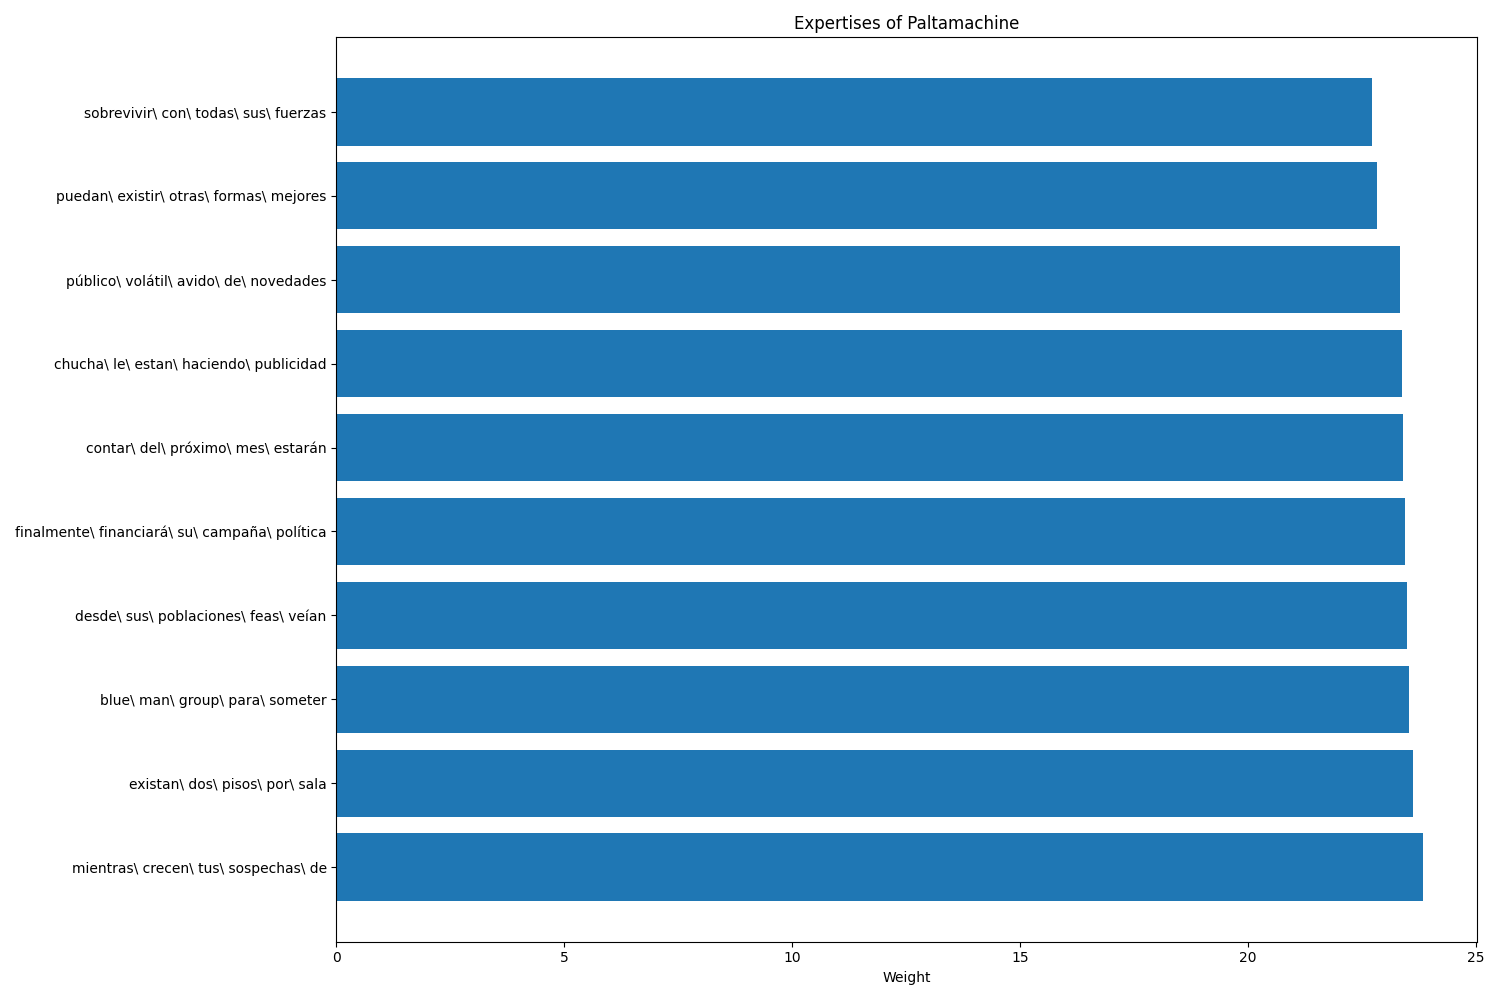 Expertises of Paltamachine
sobrevivir\ con\ todas\ sus\ fuerzas
puedan\ existir\ otras\ formas\ mejores
público\ volátil\ avido\ de\ novedades
chucha\ le\ estan\ haciendo\ publicidad
contar\ del\ próximo\ mes\ estarán
finalmente\ financiará\ su\ campaña\ política
desde\ sus\ poblaciones\ feas\ veían
blue\ man\ group\ para\ someter
existan\ dos\ pisos\ por\ sala
mientras\ crecen\ tus\ sospechas\ de
0 5 10 15 20 25
Weight